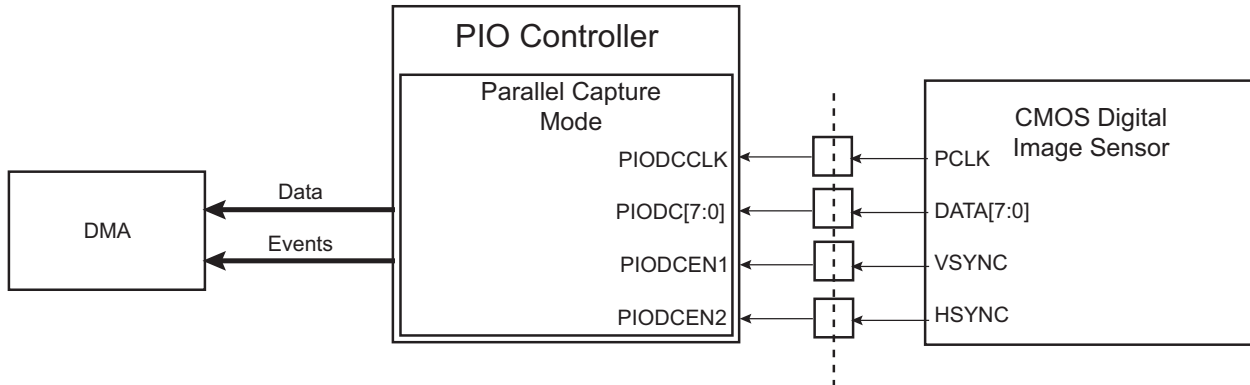 PIO Controller
Parallel Capture
Mode
CMOS Digital
Image Sensor
PIODCCLK
PCLK
Data
PIODC[7:0]
DATA[7:0]
DMA
Events
PIODCEN1
VSYNC
PIODCEN2
HSYNC